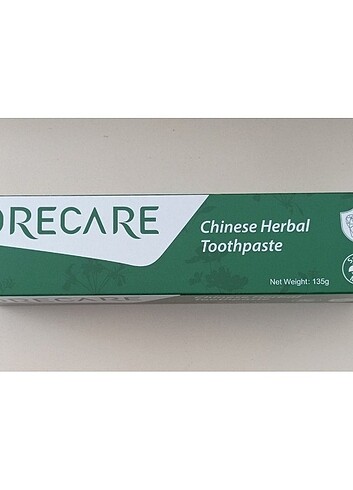 ORECARE
Chinese Herbal
Toothpaste
Net Weight: 135g